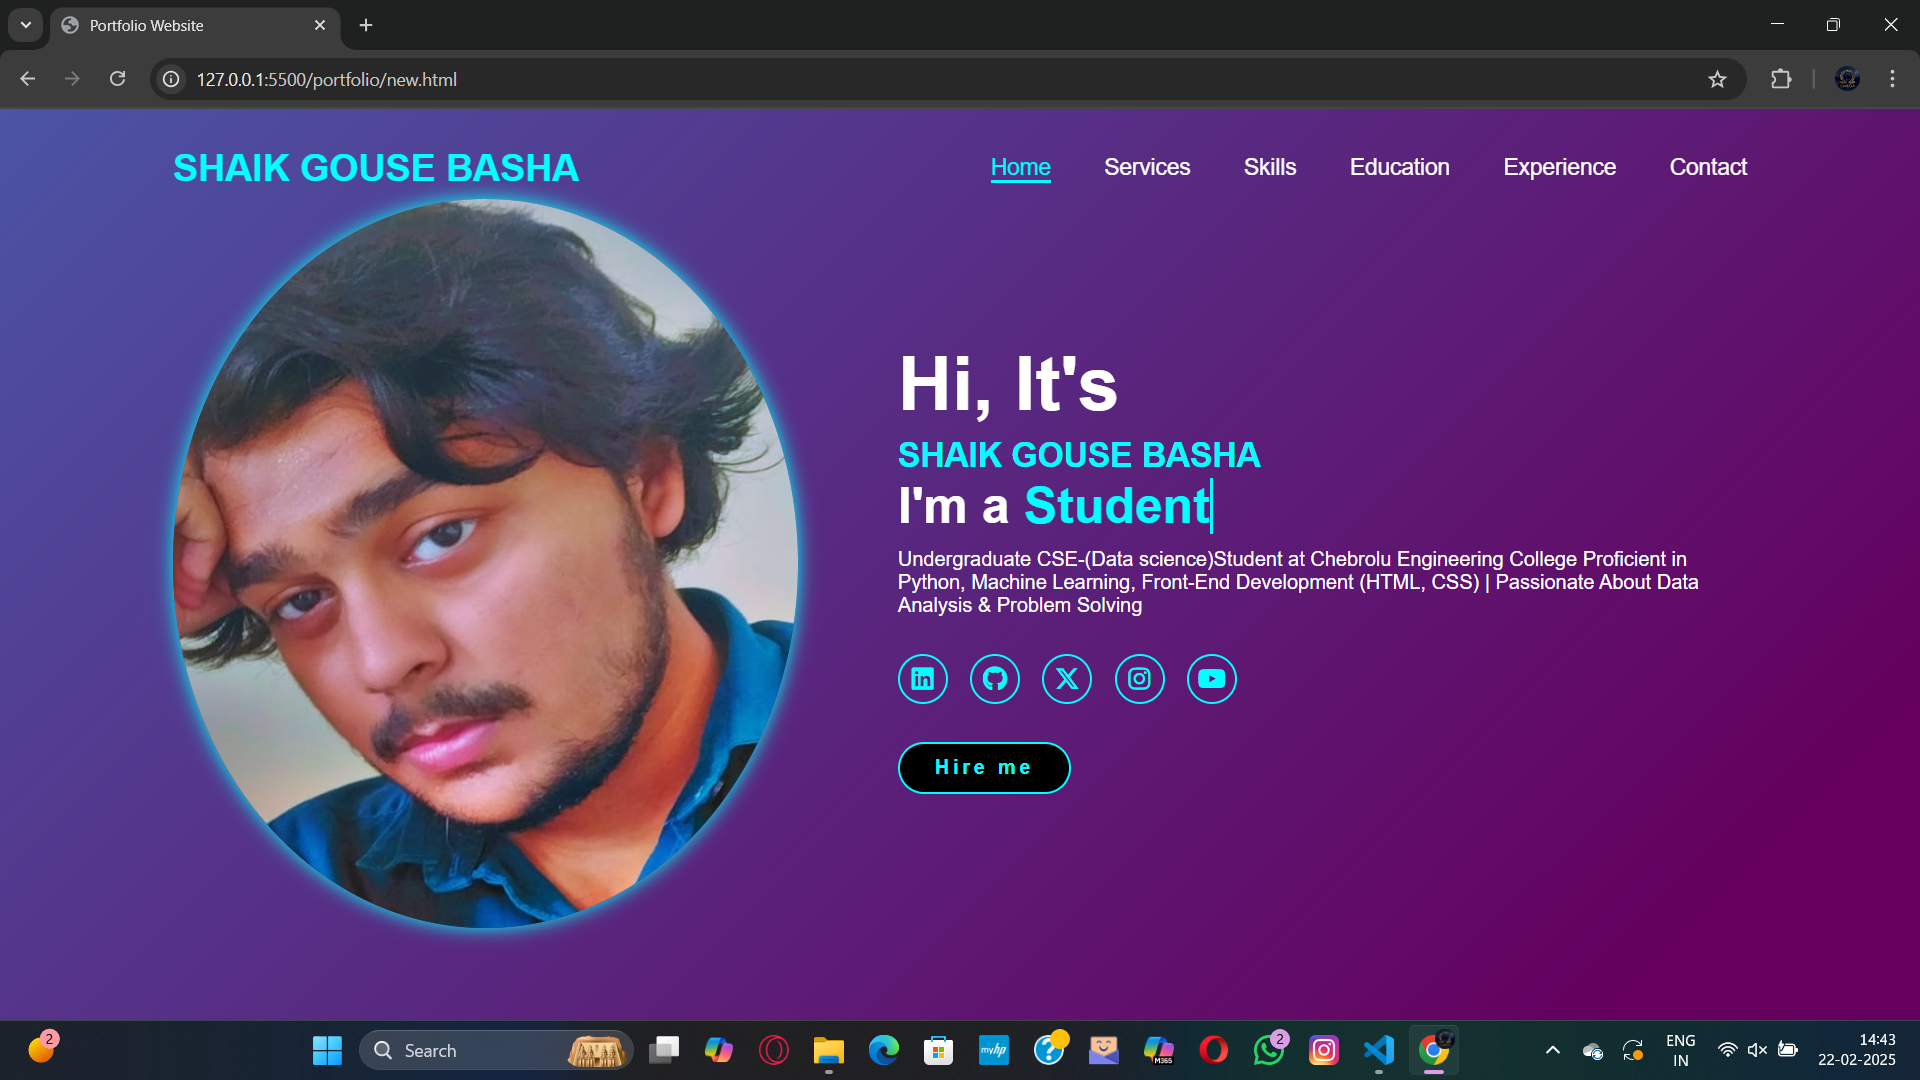 Portfolio Website
127.0.0.1:5500/portfolio/new.html
SHAIK GOUSE BASHA
Home Services Skills Education Experience Contact
Hi, It's
SHAIK GOUSE BASHA
I'm a Student
Undergraduate CSE-(Data science)Student at Chebrolu Engineering College Proficient in
Python, Machine Learning, Front-End Development (HTML, CSS) | Passionate About Data
Analysis & Problem Solving
in
Hire me
2
Search
myhp
?
M365
2
ENG
IN
14:43
22-02-2025